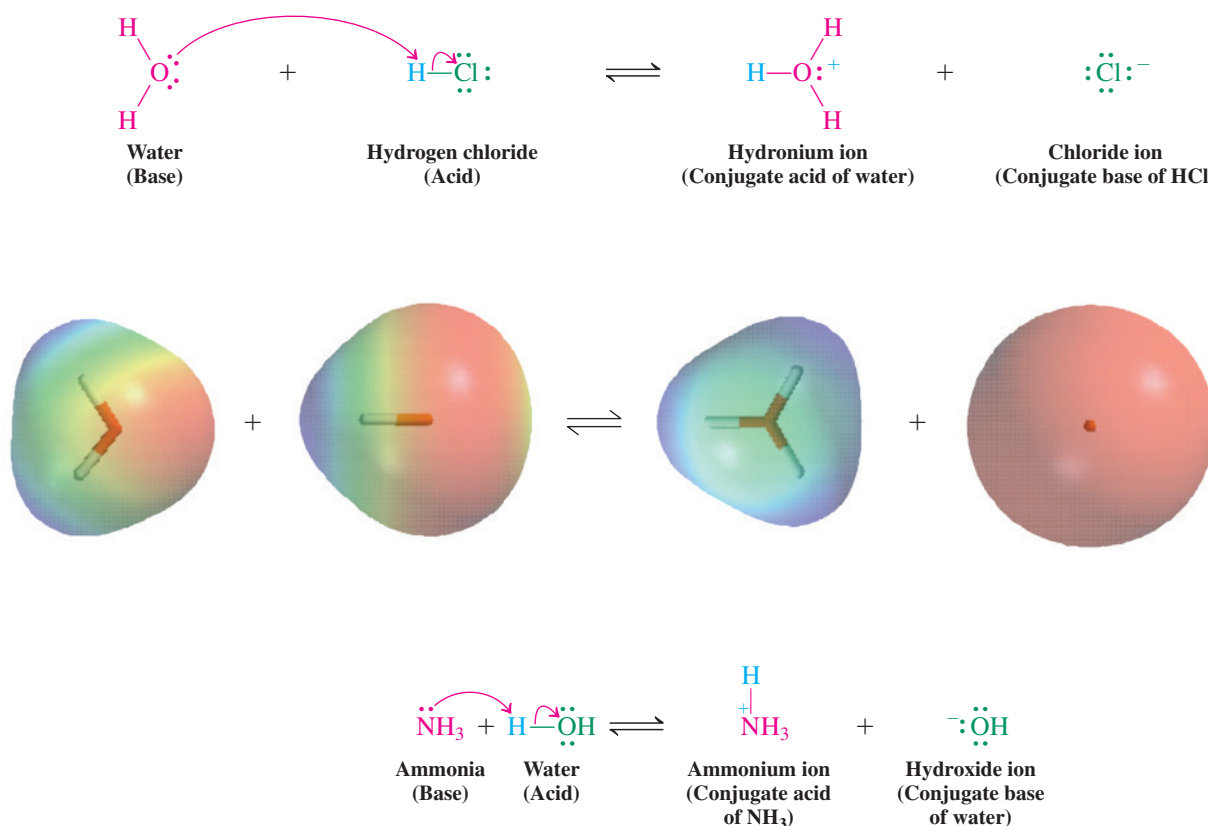 H
O + H—Cl ⇌ H—O + + Cl −
H
H
H
Water
(Base)
Hydrogen chloride
(Acid)
Hydronium ion
(Conjugate acid of water)
Chloride ion
(Conjugate base of HCl
+ ⇌ +
H
NH₃ + H—OH ⇌ +NH₃ + −:OH
Ammonia
(Base)
Water
(Acid)
Ammonium ion
(Conjugate acid
of NH₃)
Hydroxide ion
(Conjugate base
of water)